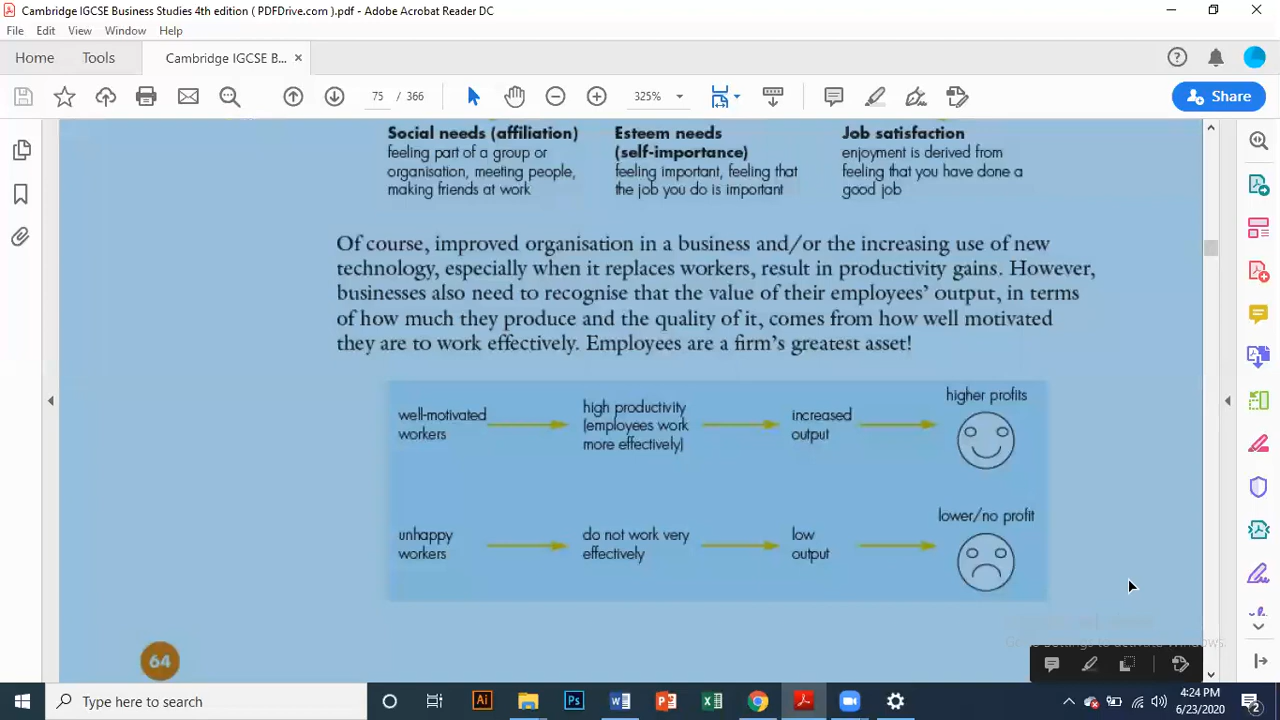 Cambridge IGCSE Business Studies 4th edition ( PDFDrive.com ).pdf - Adobe Acrobat Reader DC
File Edit View Window Help
Home Tools Cambridge IGCSE B... ×
75 / 366 325% Share
Social needs (affiliation)
feeling part of a group or
organisation, meeting people,
making friends at work
Esteem needs
(self-importance)
feeling important, feeling that
the job you do is important
Job satisfaction
enjoyment is derived from
feeling that you have done a
good job
Of course, improved organisation in a business and/or the increasing use of new
technology, especially when it replaces workers, result in productivity gains. However,
businesses also need to recognise that the value of their employees' output, in terms
of how much they produce and the quality of it, comes from how well motivated
they are to work effectively. Employees are a firm's greatest asset!
well-motivated
workers
high productivity
(employees work
more effectively)
increased
output
higher profits
unhappy
workers
do not work very
effectively
low
output
lower/no profit
64
Settings to activate Windows.
Type here to search
4:24 PM
6/23/2020
2